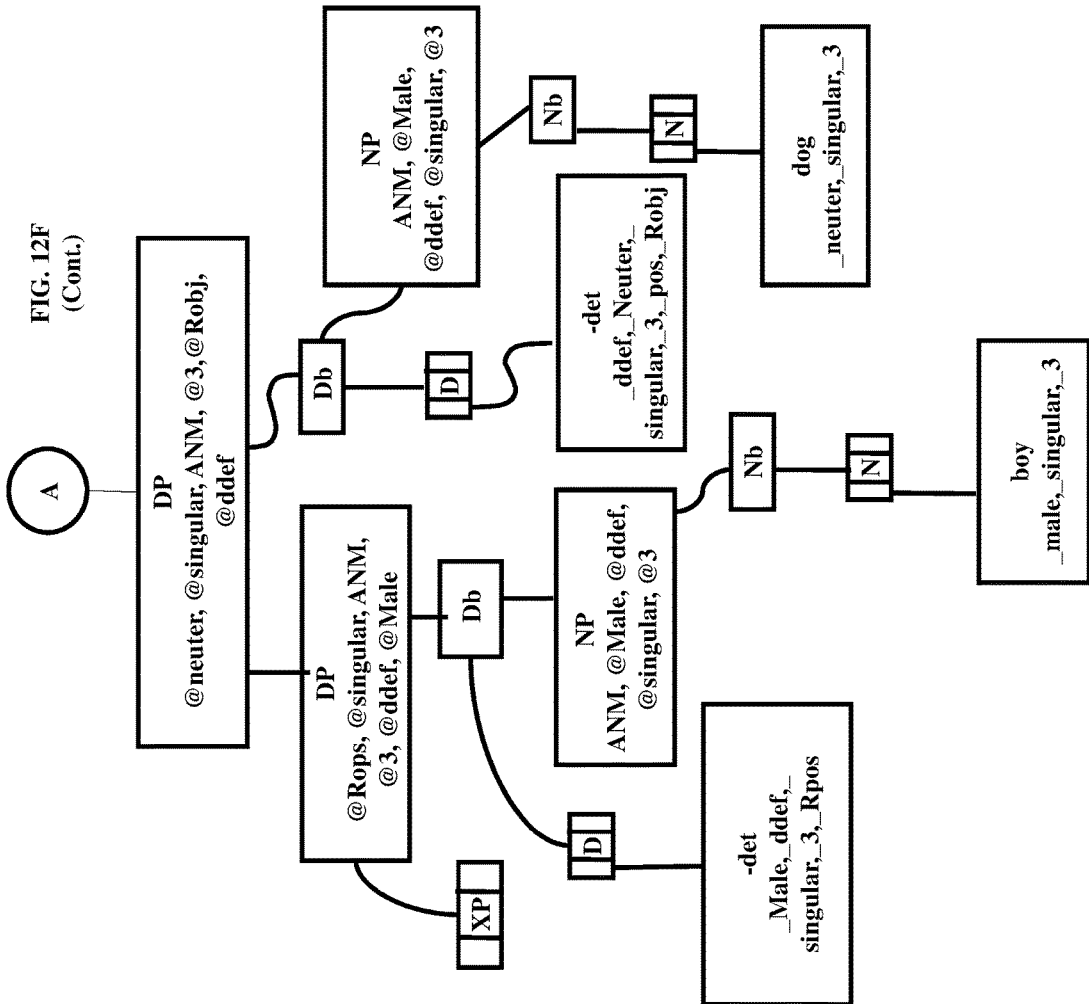 FIG. 12F
(Cont.)
A
DP
@neuter, @singular, ANM, @3,@Robj,
@ddef
DP
@Rops, @singular, ANM,
@3, @ddef, @Male
Db
NP
ANM, @Male,
@ddef, @singular, @3
XP
Db
D
Nb
D
NP
ANM, @Male, @ddef,
@singular, @3
-det
_ddef,_Neuter,_
singular,_3,_pos,_Robj
N
-det
_Male,_ddef,_
singular,_3,_Rpos
Nb
dog
_neuter,_singular,_3
N
boy
_male,_singular,_3